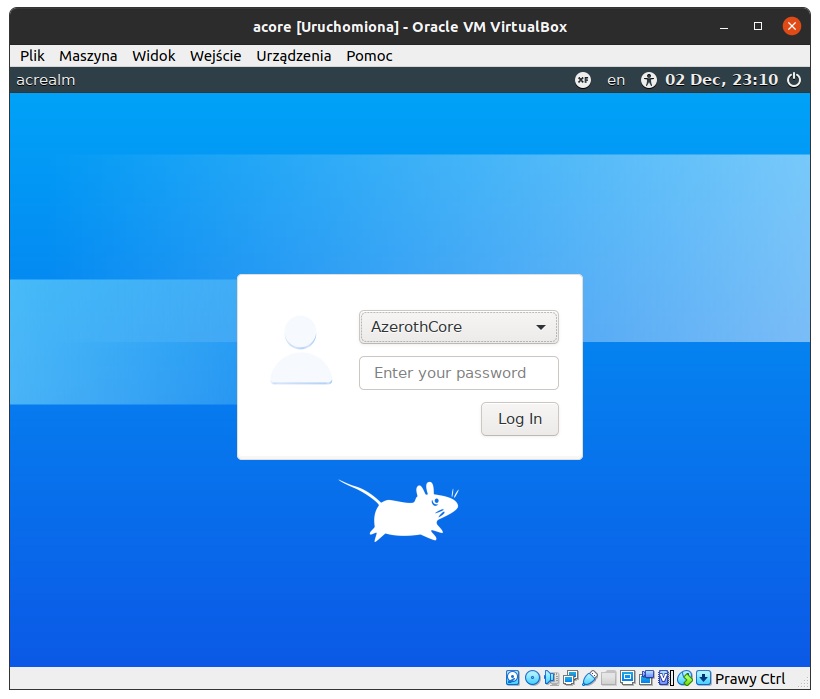 acore [Uruchomiona] - Oracle VM VirtualBox
Plik Maszyna Widok Wejście Urządzenia Pomoc
acrealm en 02 Dec, 23:10
AzerothCore
Enter your password
Log In
Prawy Ctrl